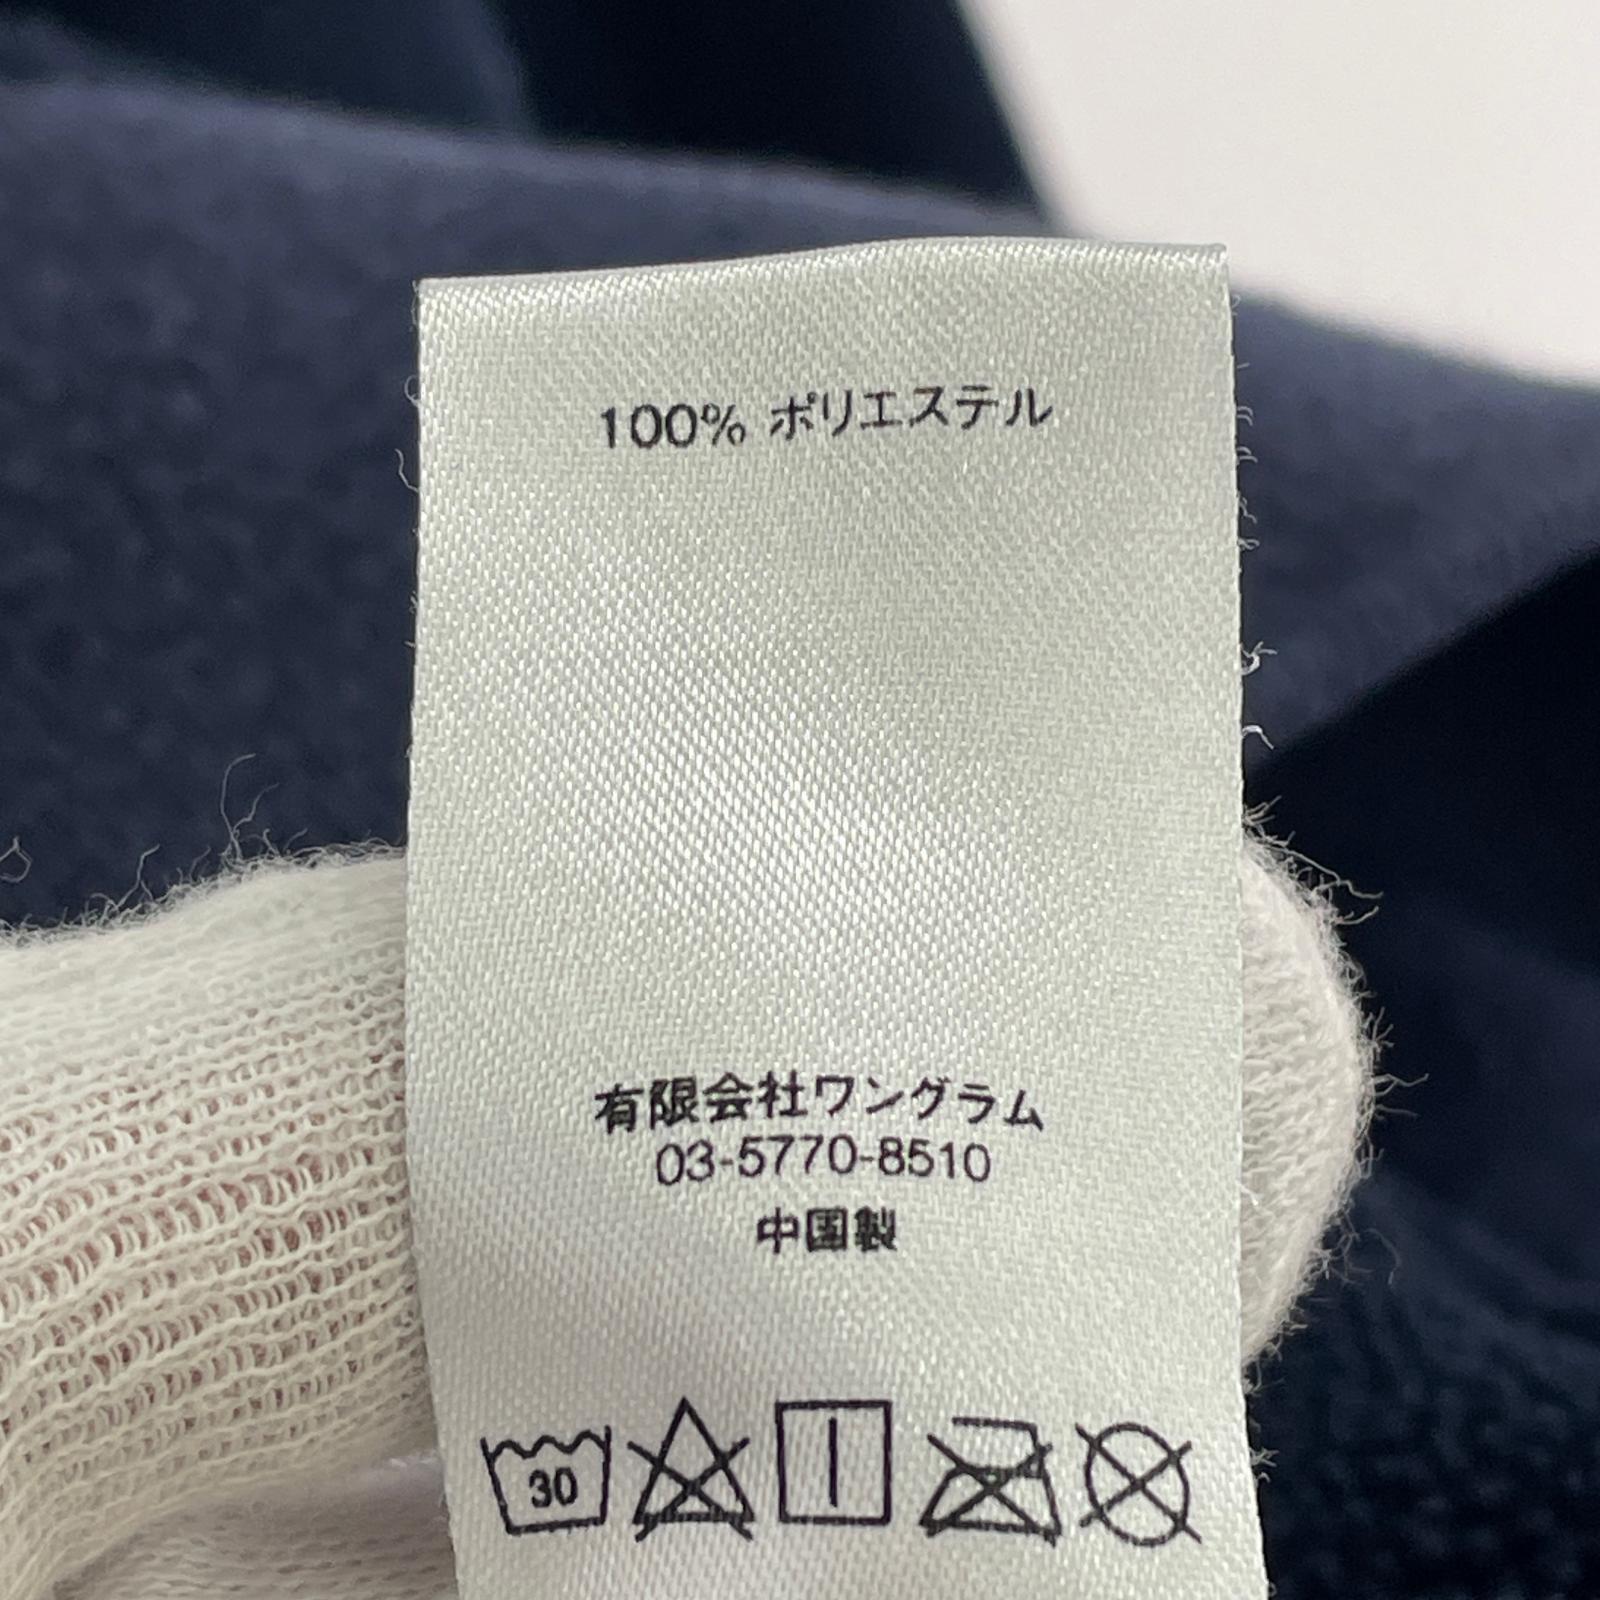 100% ポリエステル
有限会社ワングラム
03-5770-8510
中国製
30